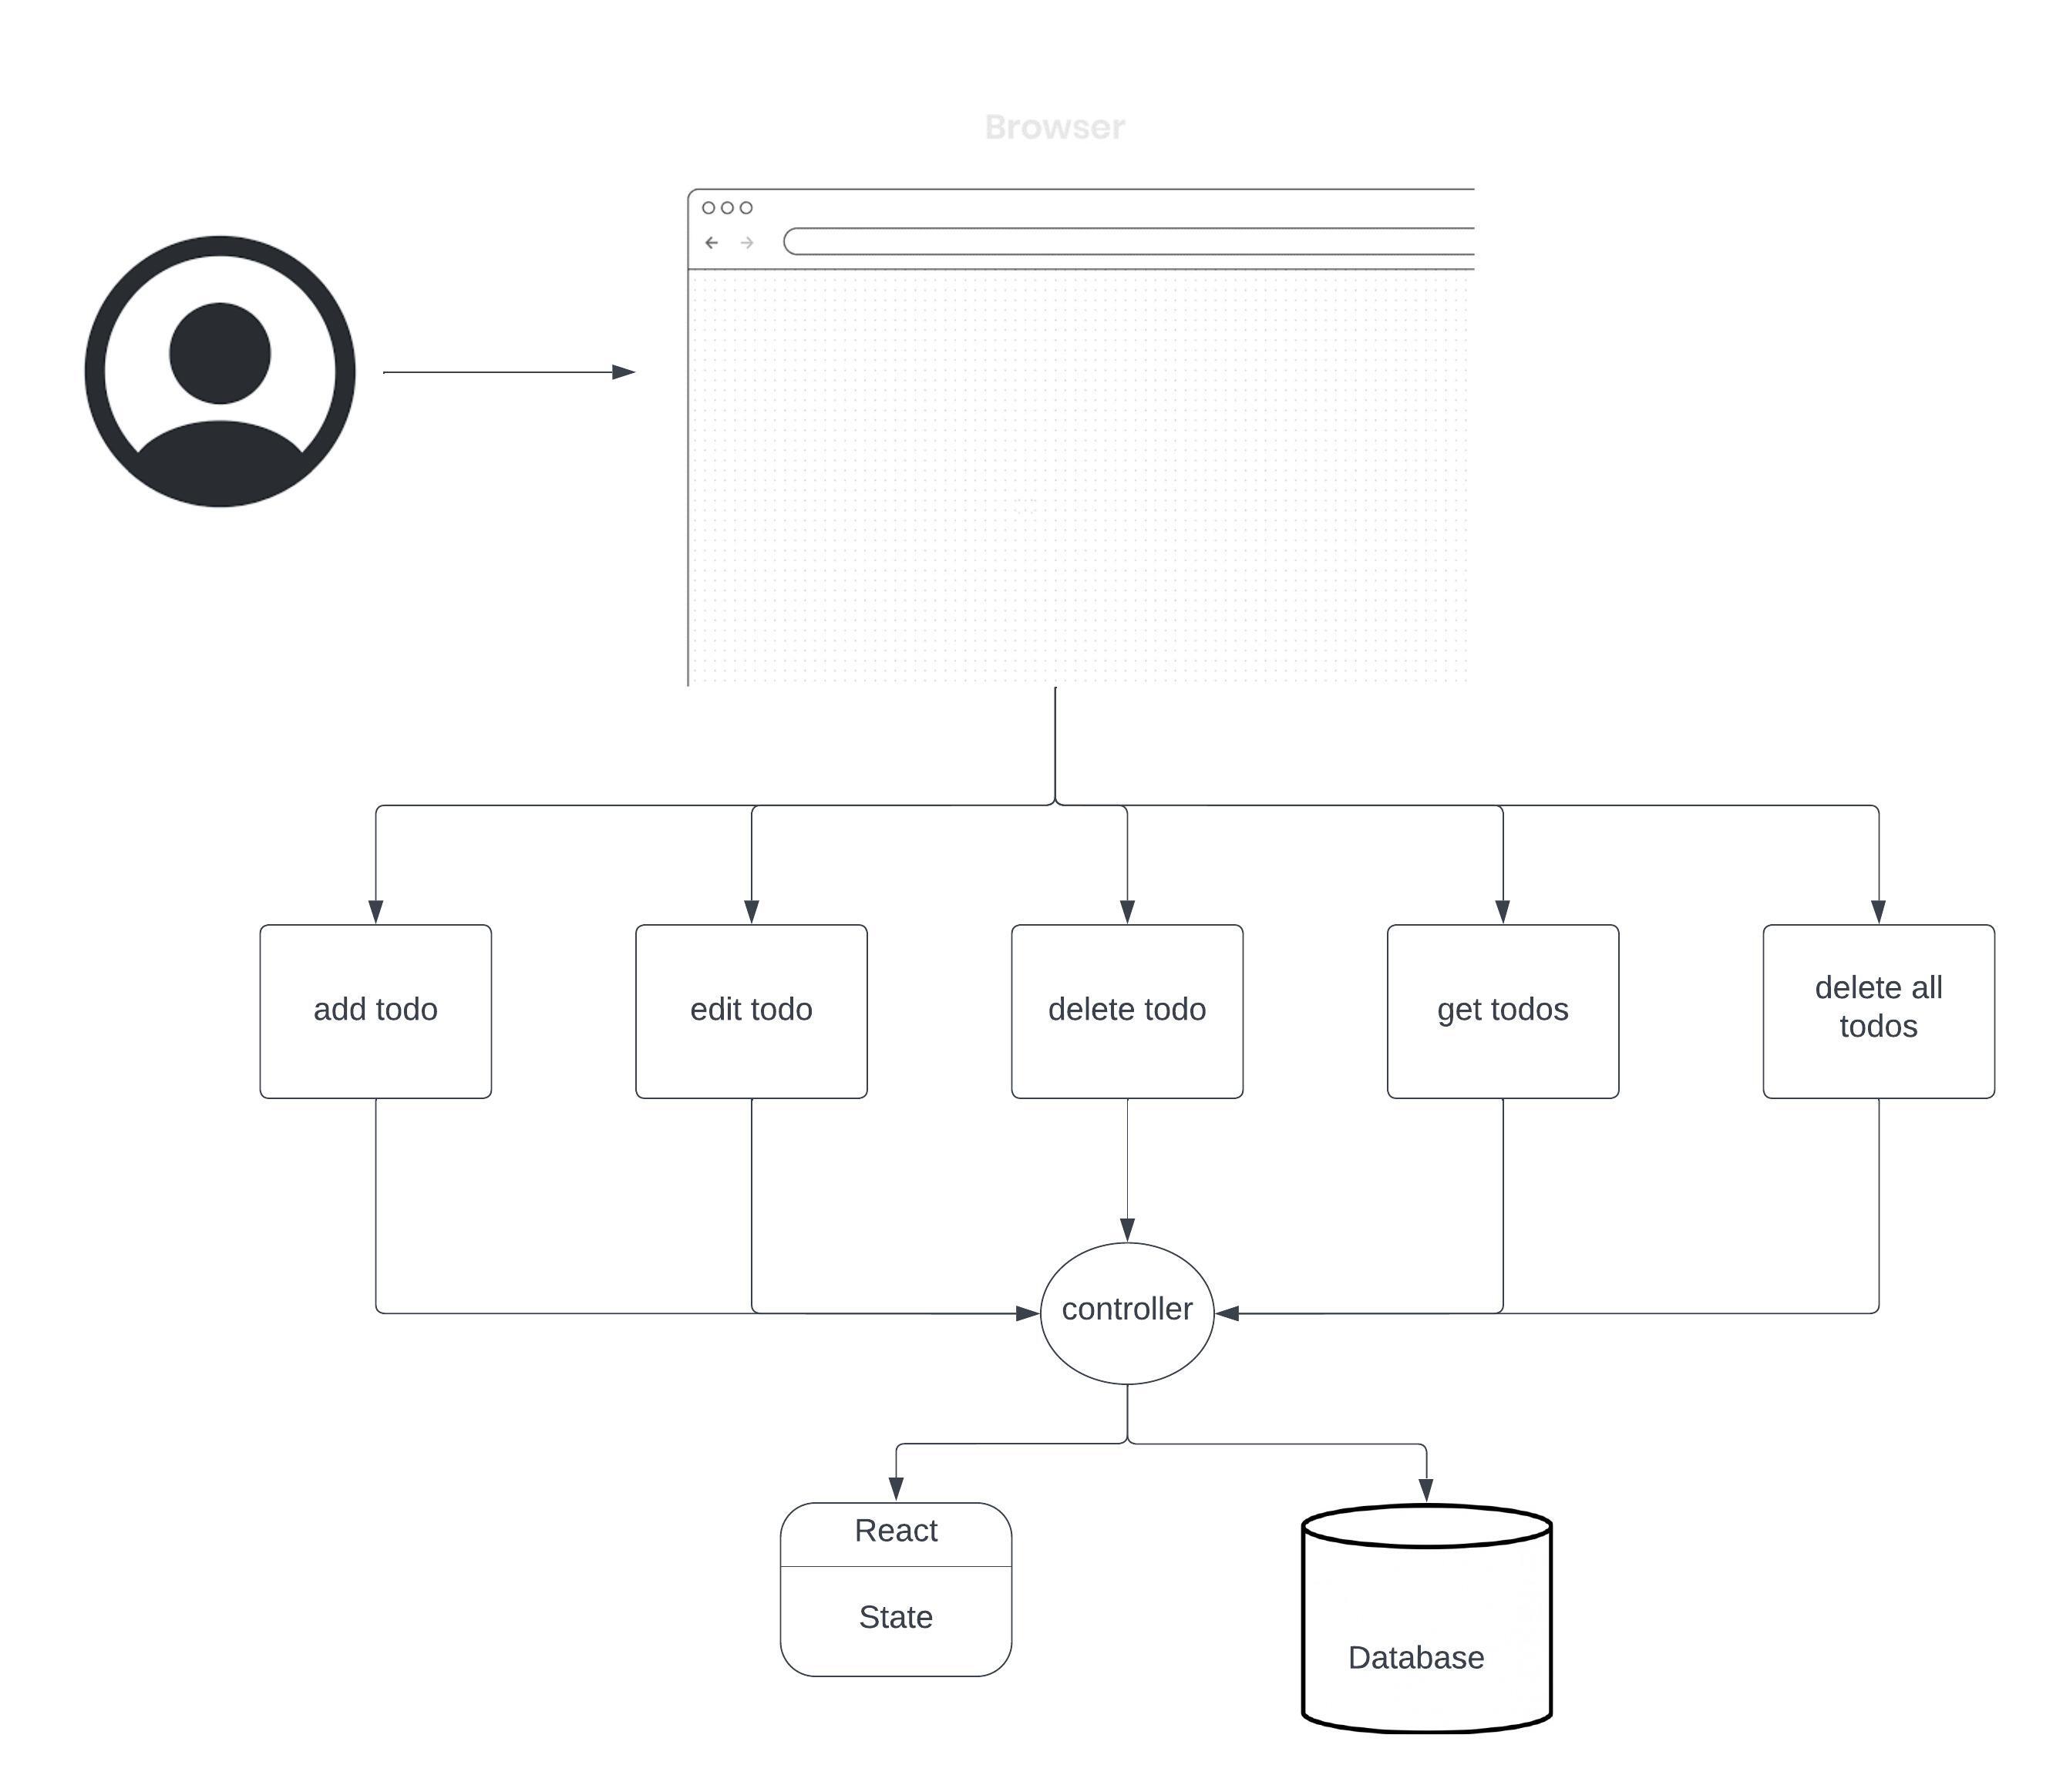 Browser
add todo
edit todo
delete todo
get todos
delete all
todos
controller
React
State
Database